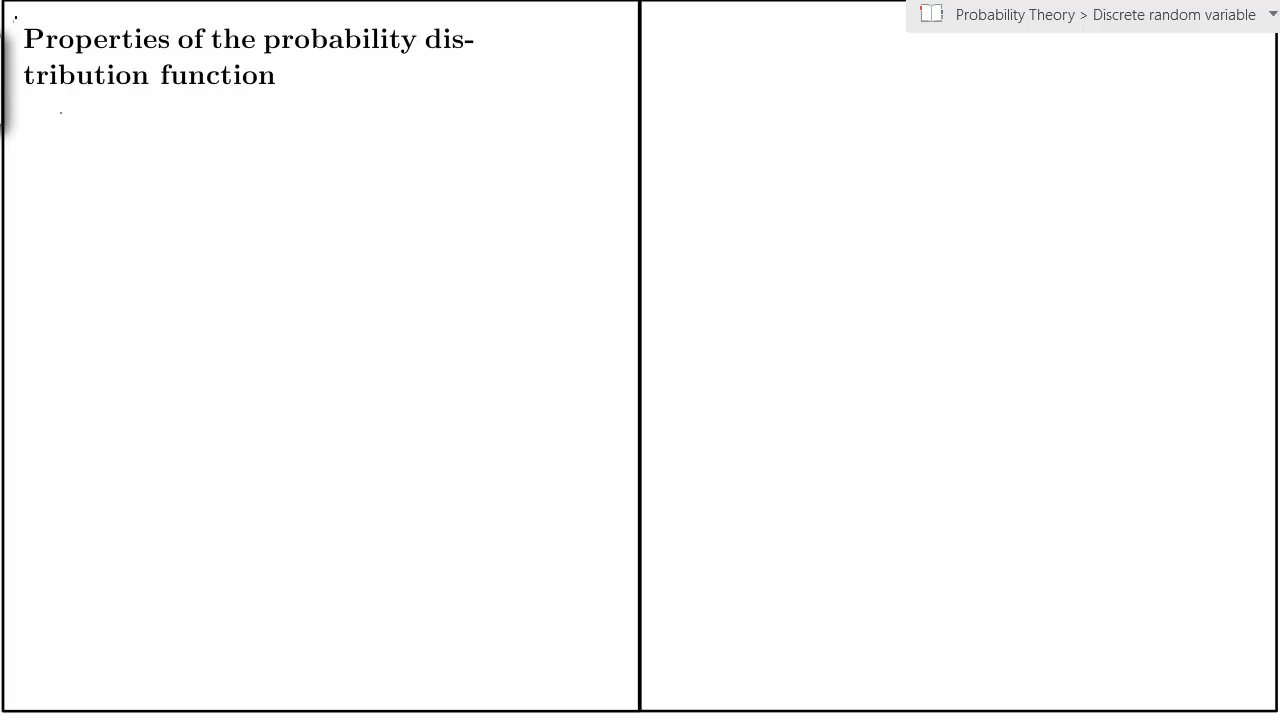 Probability Theory > Discrete random variable
Properties of the probability dis-
tribution function